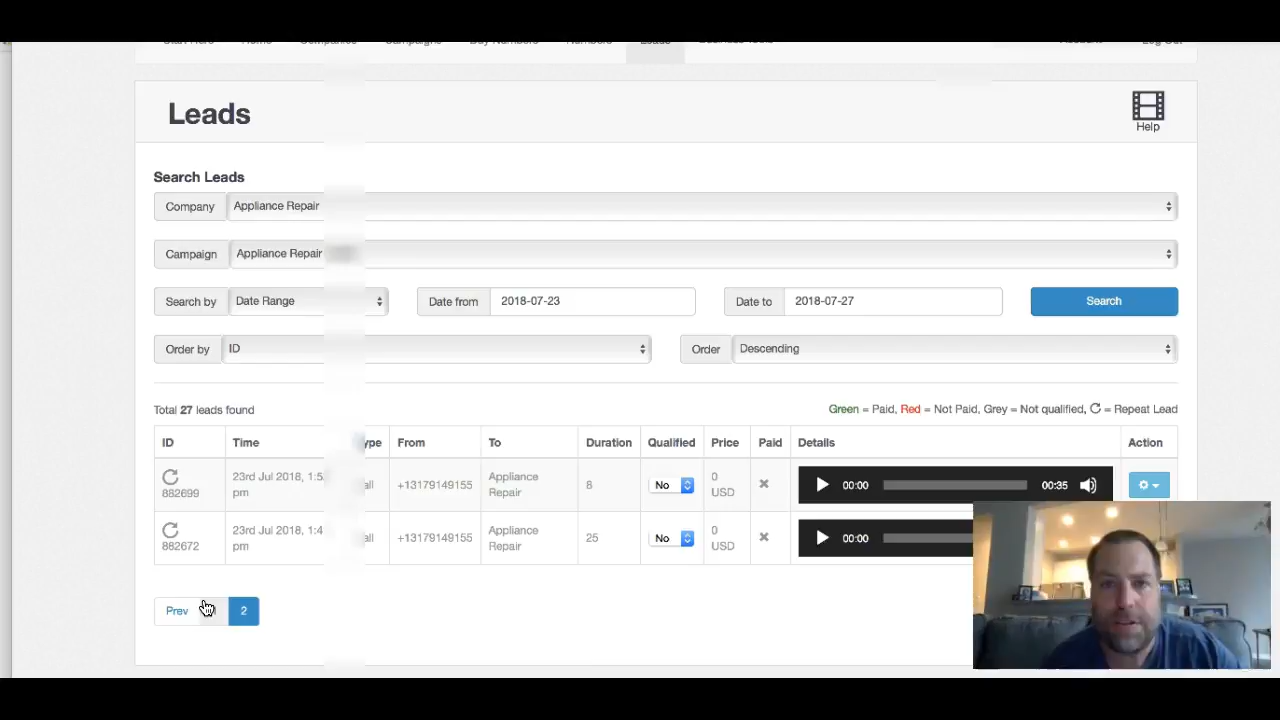 Leads
Help
Search Leads
Company Appliance Repair
Campaign Appliance Repair
Search by Date Range Date from 2018-07-23 Date to 2018-07-27 Search
Order by ID Order Descending
Total 27 leads found Green = Paid, Red = Not Paid, Grey = Not qualified, = Repeat Lead
ID Time ype From To Duration Qualified Price Paid Details Action
882699 23rd Jul 2018, 1:5 pm all +13179149155 Appliance Repair 8 No 0 USD 00:00 00:35
882672 23rd Jul 2018, 1:4 pm all +13179149155 Appliance Repair 25 No 0 USD 00:00
Prev 2